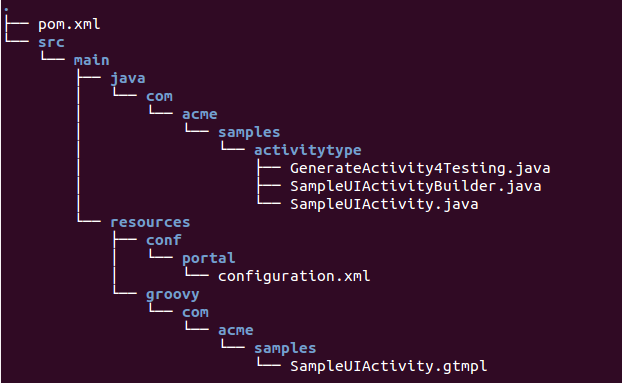 .
├── pom.xml
└── src
    └── main
        ├── java
        │   └── com
        │       └── acme
        │           └── samples
        │               └── activitytype
        │                   ├── GenerateActivity4Testing.java
        │                   ├── SampleUIActivityBuilder.java
        │                   └── SampleUIActivity.java
        └── resources
            ├── conf
            │   └── portal
            │       └── configuration.xml
            └── groovy
                └── com
                    └── acme
                        └── samples
                            └── SampleUIActivity.gtmpl